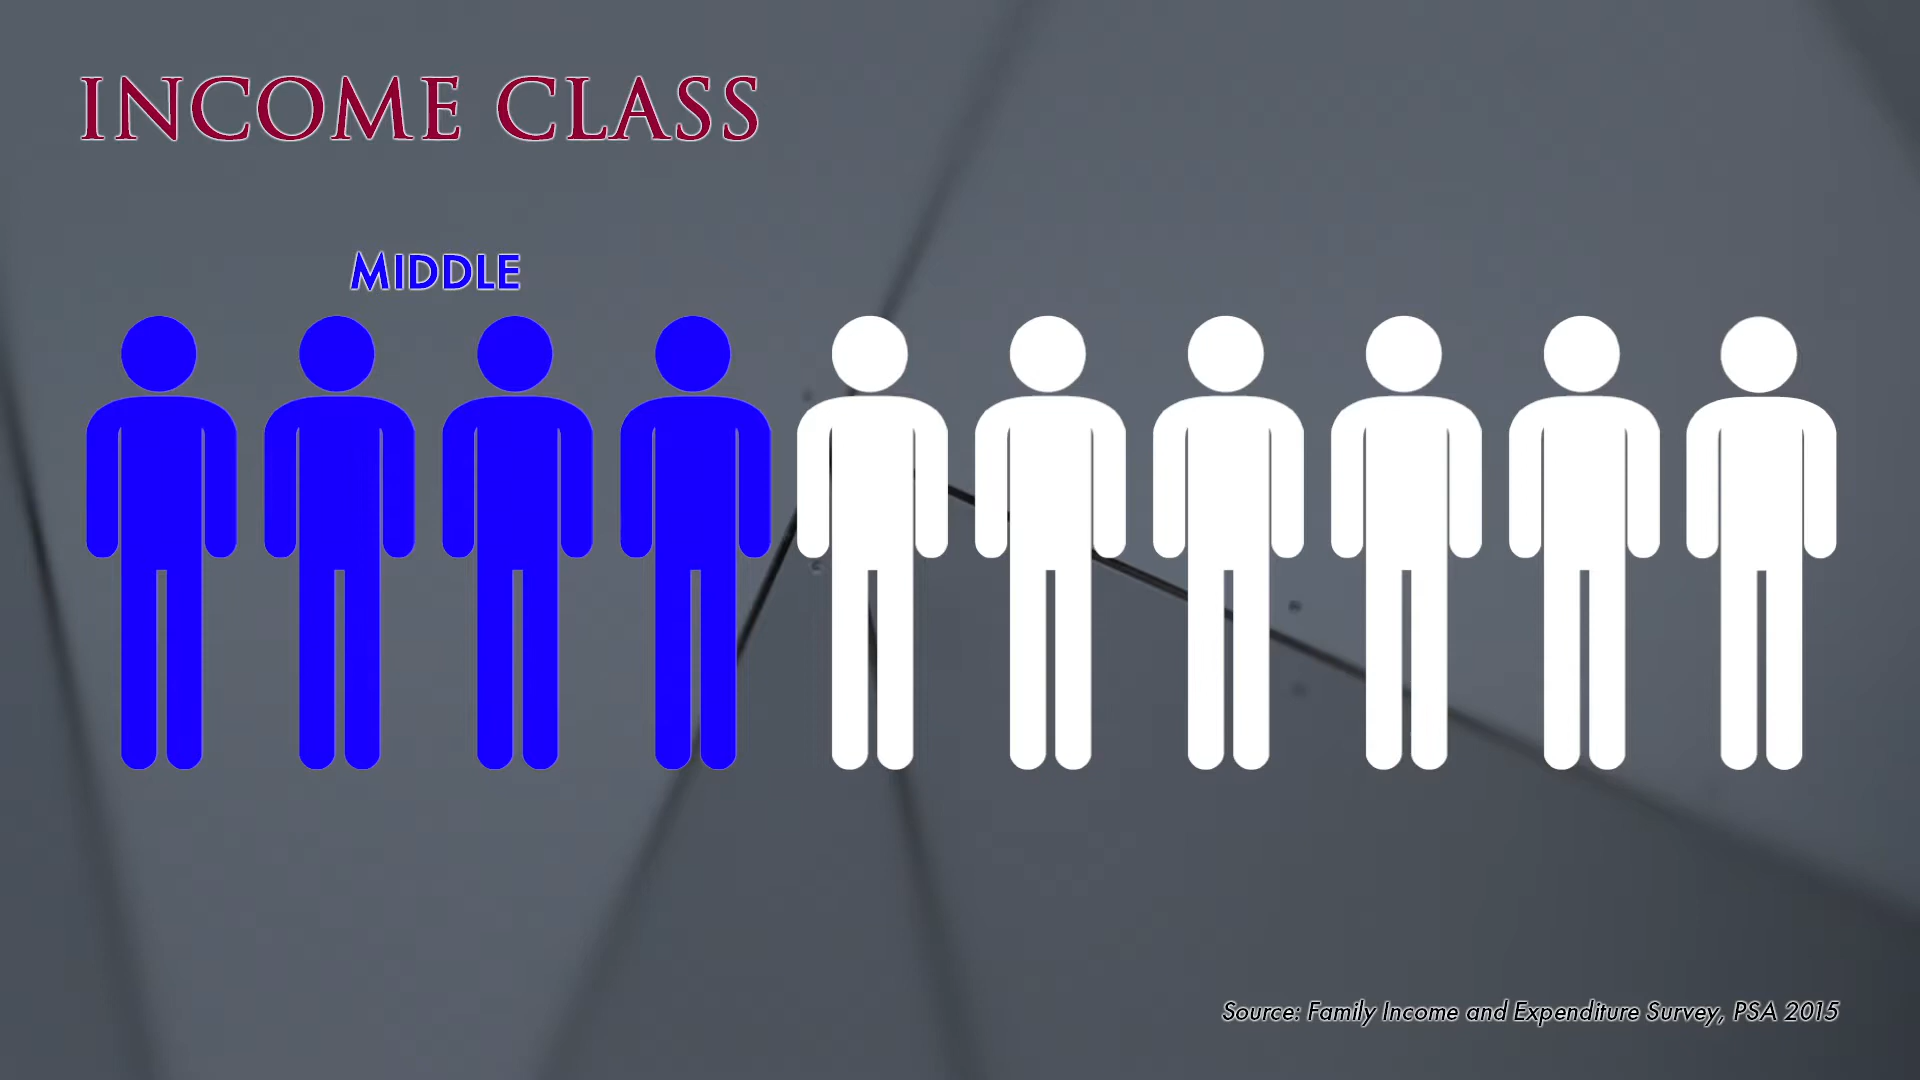 INCOME CLASS
MIDDLE
Source: Family Income and Expenditure Survey, PSA 2015